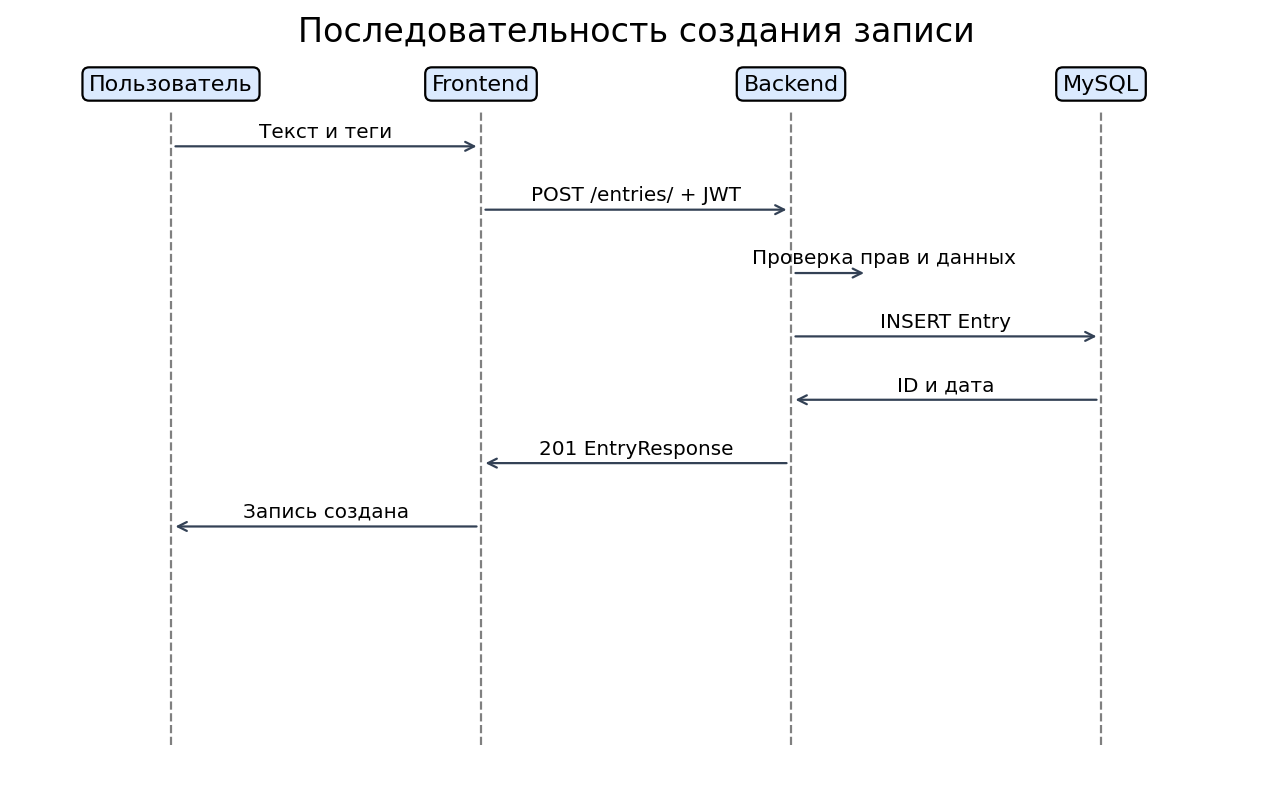 Последовательность создания записи
Пользователь
Frontend
Backend
MySQL
Текст и теги
POST /entries/ + JWT
Проверка прав и данных
INSERT Entry
ID и дата
201 EntryResponse
Запись создана